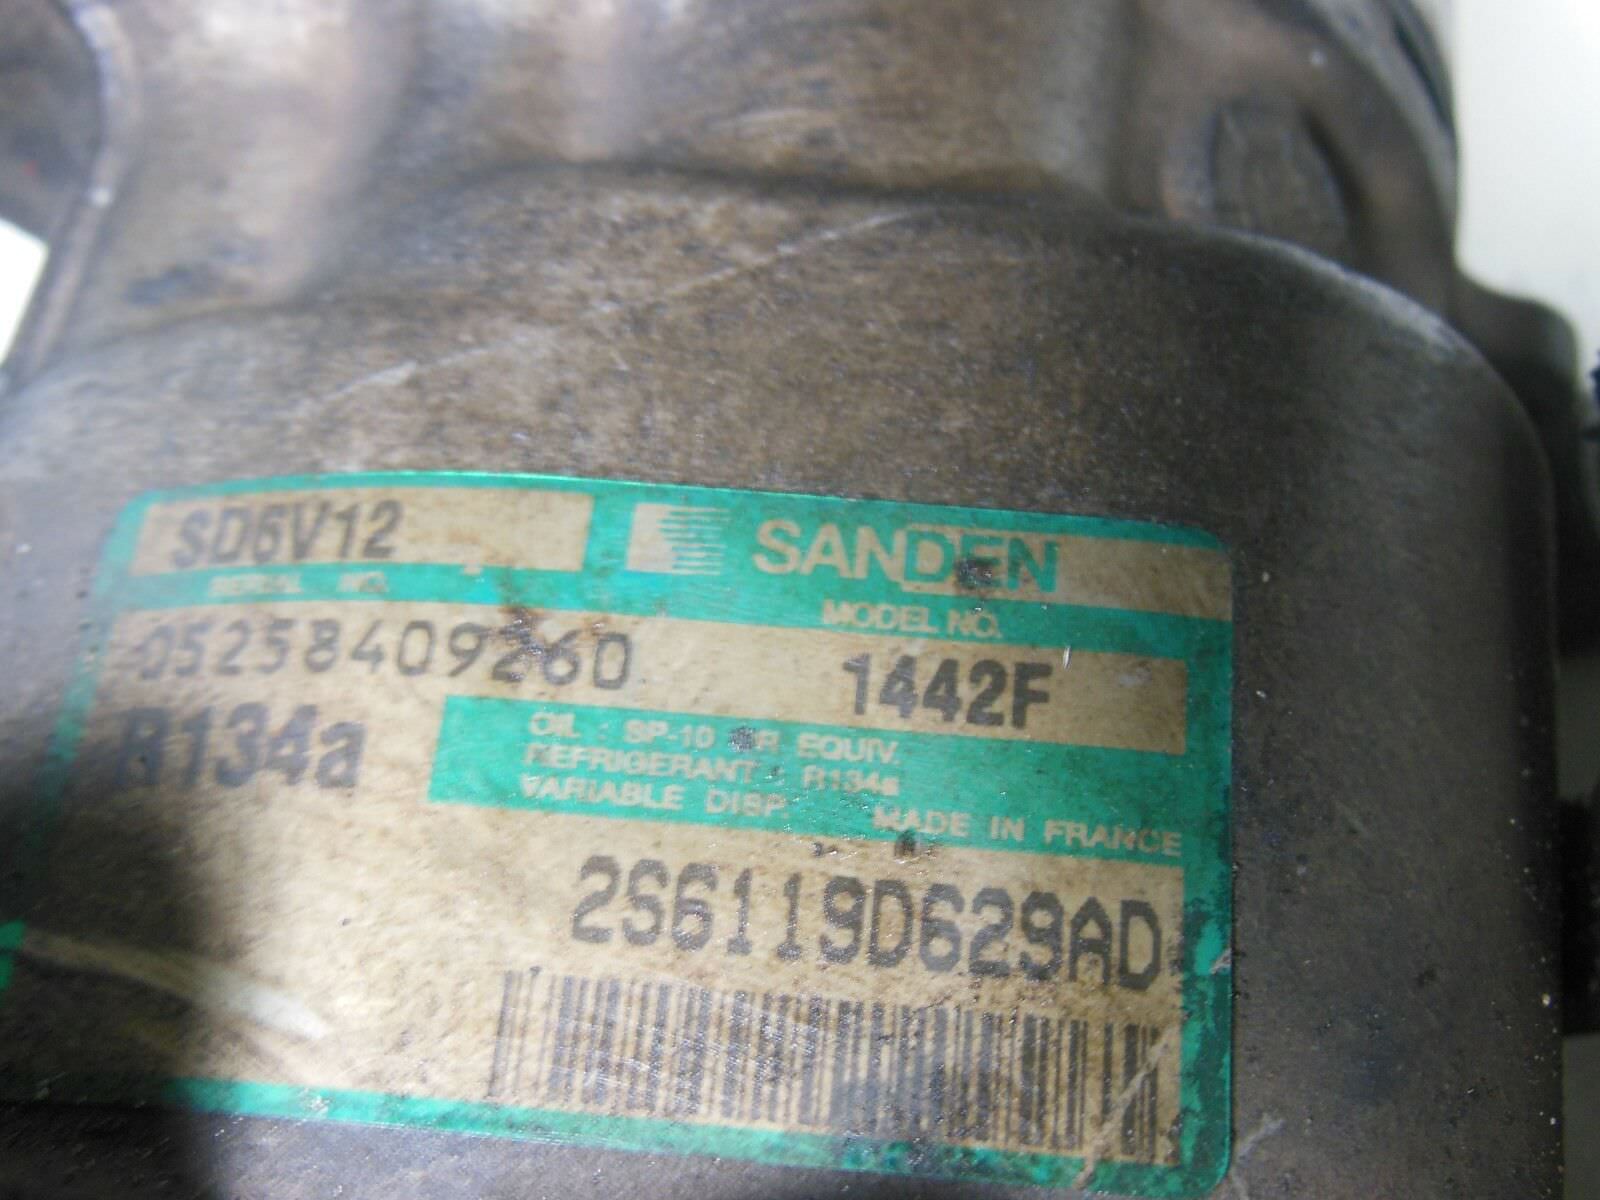 SD6V12
SANDEN
SERIAL NO.
MODEL NO.
05258409260
1442F
R134a
OIL : SP-10 OR EQUIV.
REFRIGERANT : R134a
VARIABLE DISP. MADE IN FRANCE
2S6119D629AD